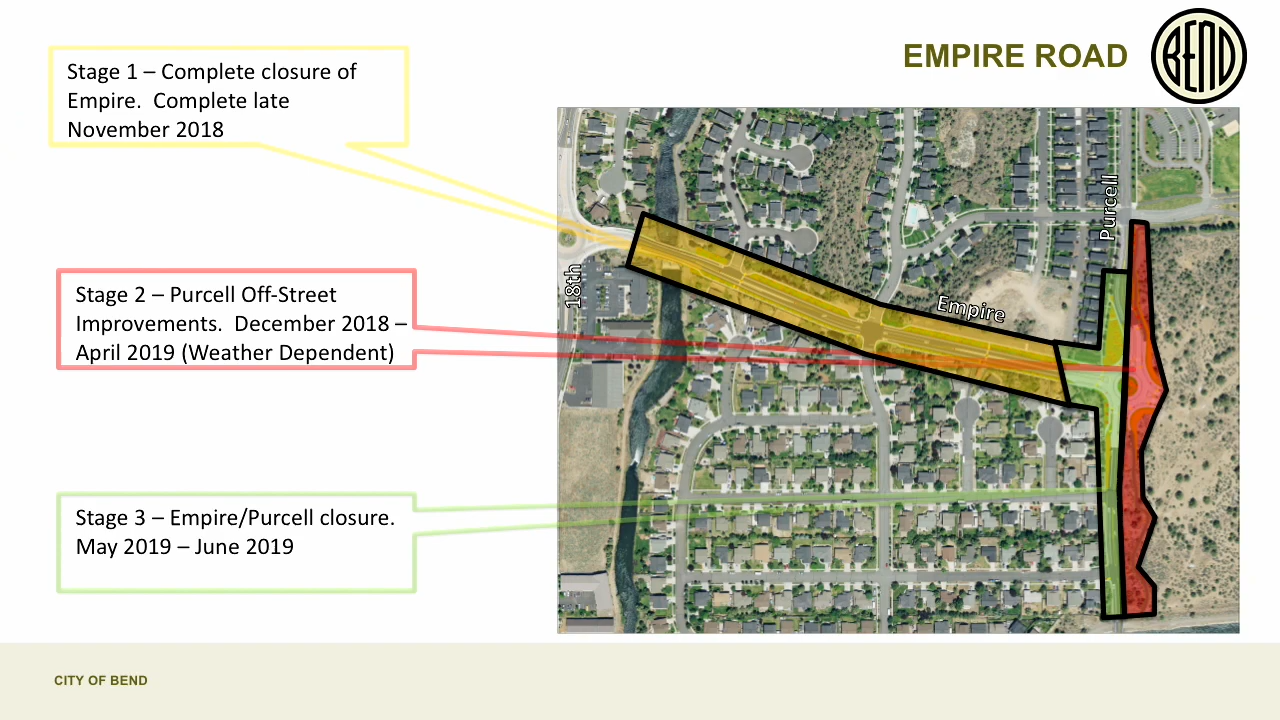 EMPIRE ROAD
BEND
Stage 1 – Complete closure of
Empire.  Complete late
November 2018
Stage 2 – Purcell Off-Street
Improvements.  December 2018 –
April 2019 (Weather Dependent)
Stage 3 – Empire/Purcell closure.
May 2019 – June 2019
18th
Empire
Purcell
CITY OF BEND